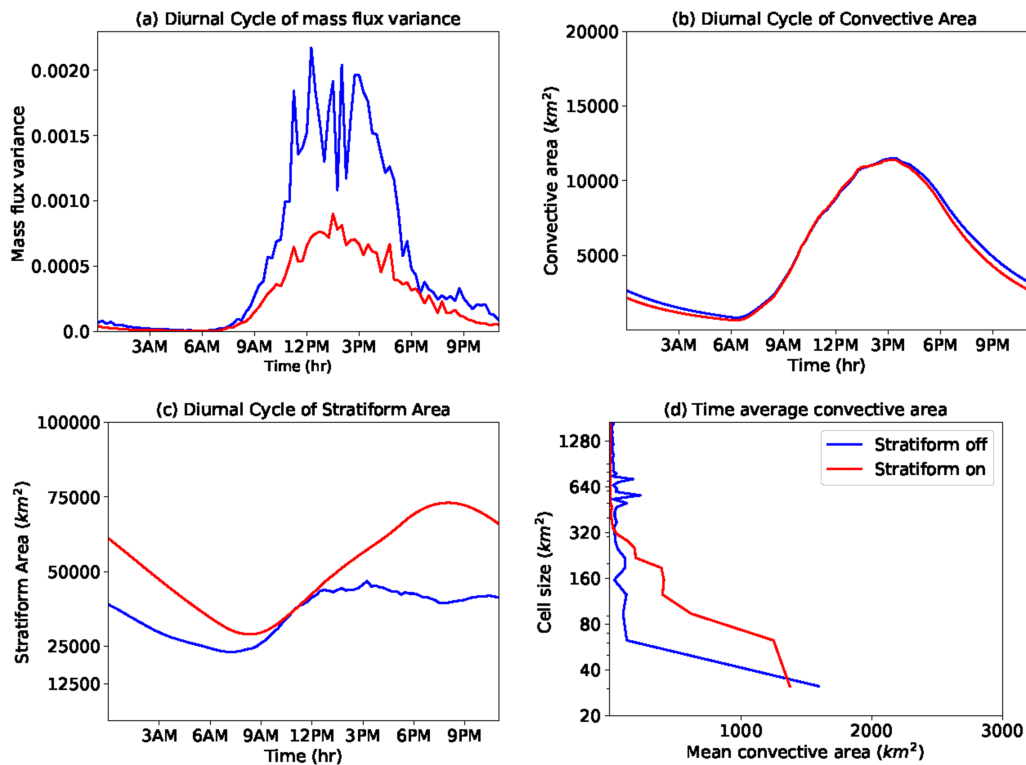 (a) Diurnal Cycle of mass flux variance
0.0020
0.0015
0.0010
0.0005
0.0
Mass flux variance
3AM 6AM 9AM 12PM 3PM 6PM 9PM
Time (hr)
(b) Diurnal Cycle of Convective Area
20000
15000
10000
5000
Convective area (km²)
3AM 6AM 9AM 12PM 3PM 6PM 9PM
Time (hr)
(c) Diurnal Cycle of Stratiform Area
100000
75000
50000
25000
12500
Stratiform Area (km²)
3AM 6AM 9AM 12PM 3PM 6PM 9PM
Time (hr)
(d) Time average convective area
Stratiform off
Stratiform on
1280
640
320
160
80
40
20
Cell size (km²)
1000 2000 3000
Mean convective area (km²)